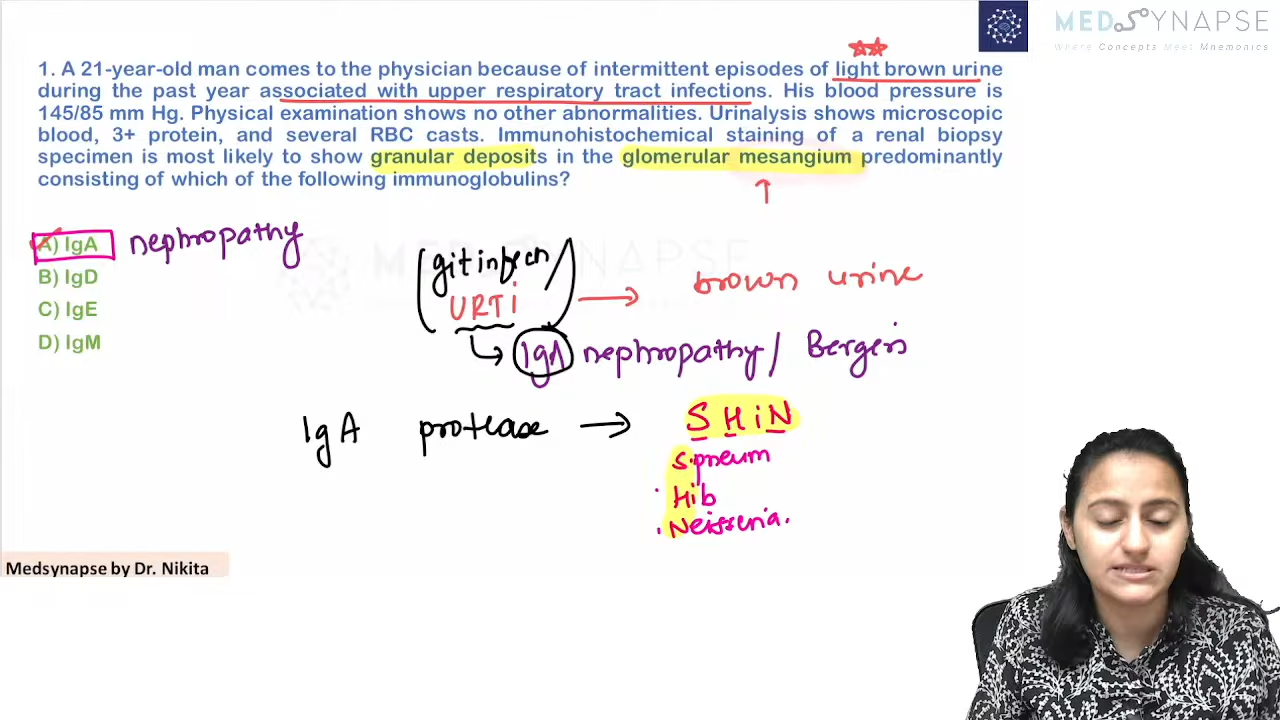 MEDSYNAPSE
Where Concepts Meet Mnemonics
1. A 21-year-old man comes to the physician because of intermittent episodes of light brown urine
during the past year associated with upper respiratory tract infections. His blood pressure is
145/85 mm Hg. Physical examination shows no other abnormalities. Urinalysis shows microscopic
blood, 3+ protein, and several RBC casts. Immunohistochemical staining of a renal biopsy
specimen is most likely to show granular deposits in the glomerular mesangium predominantly
consisting of which of the following immunoglobulins?
A) IgA nephropathy
B) IgD
C) IgE
D) IgM
MEDSYNAPSE
(git infecn/
URTi) → brown urine
↳ IgA nephropathy/ Bergers
IgA protease → SHiN
S.pneum
Hib
Neisseria.
Medsynapse by Dr. Nikita